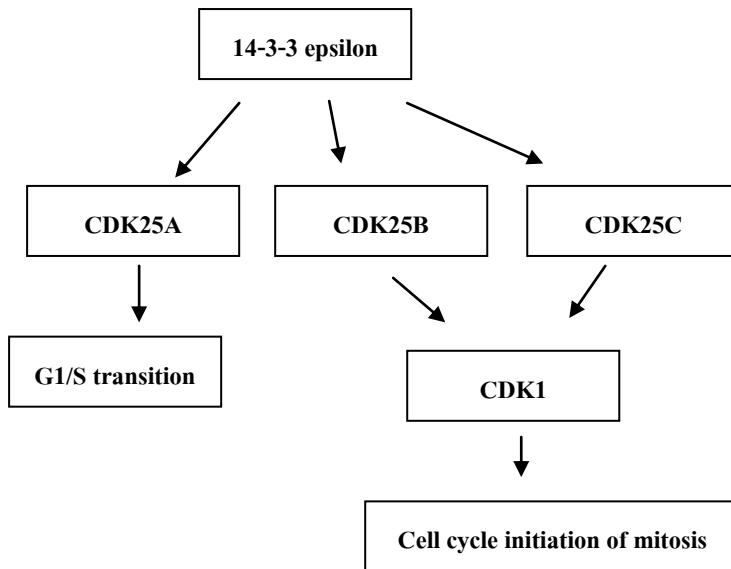 14-3-3 epsilon
CDK25A
CDK25B
CDK25C
G1/S transition
CDK1
Cell cycle initiation of mitosis